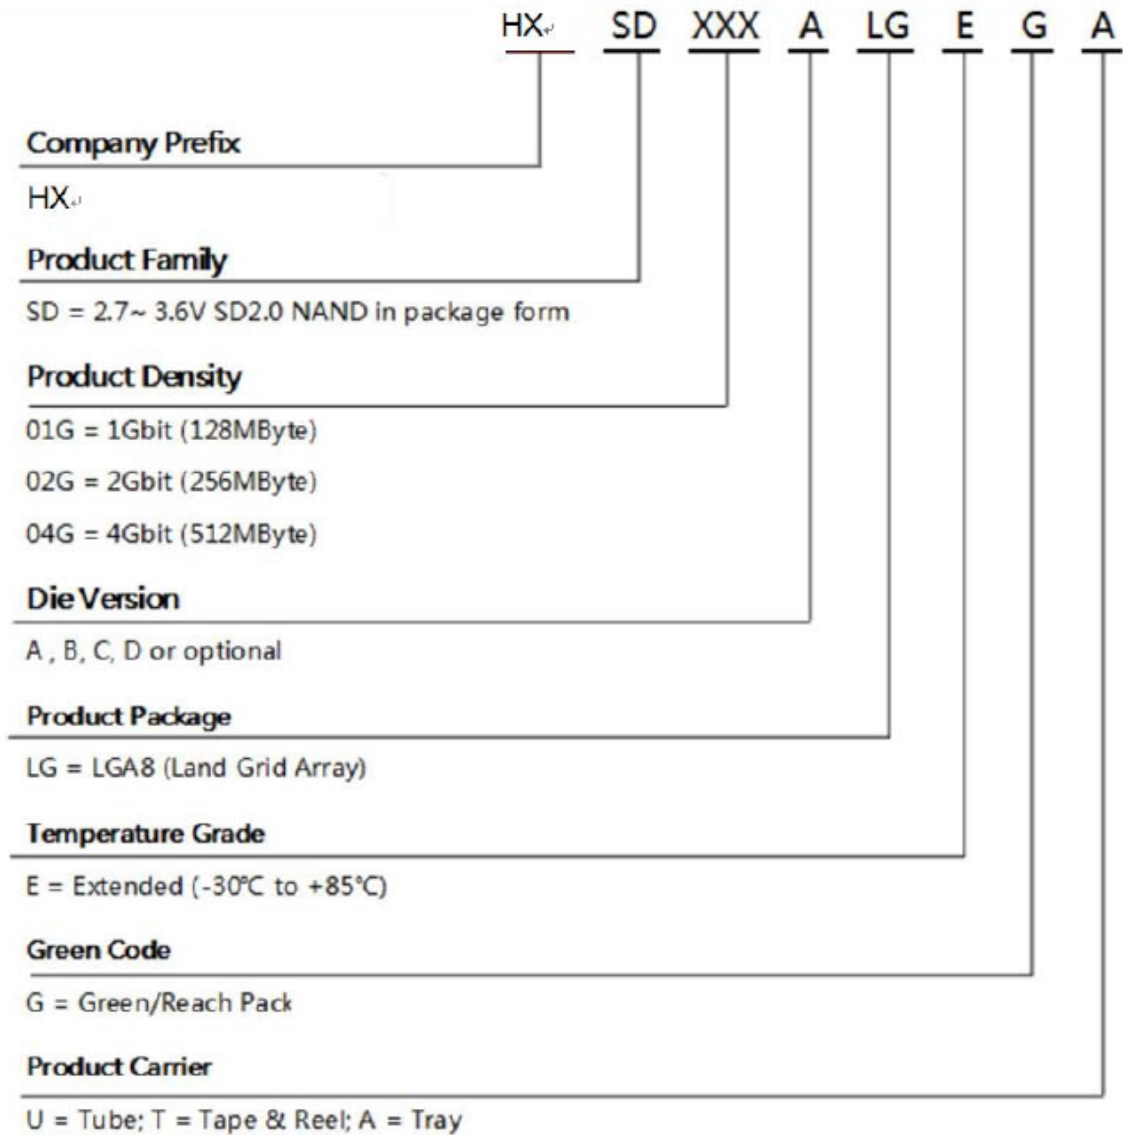 HX↵ SD XXX A LG E G A
Company Prefix
HX↵
Product Family
SD = 2.7~ 3.6V SD2.0 NAND in package form
Product Density
01G = 1Gbit (128MByte)
02G = 2Gbit (256MByte)
04G = 4Gbit (512MByte)
Die Version
A , B, C, D or optional
Product Package
LG = LGA8 (Land Grid Array)
Temperature Grade
E = Extended (-30℃ to +85℃)
Green Code
G = Green/Reach Pack
Product Carrier
U = Tube; T = Tape & Reel; A = Tray